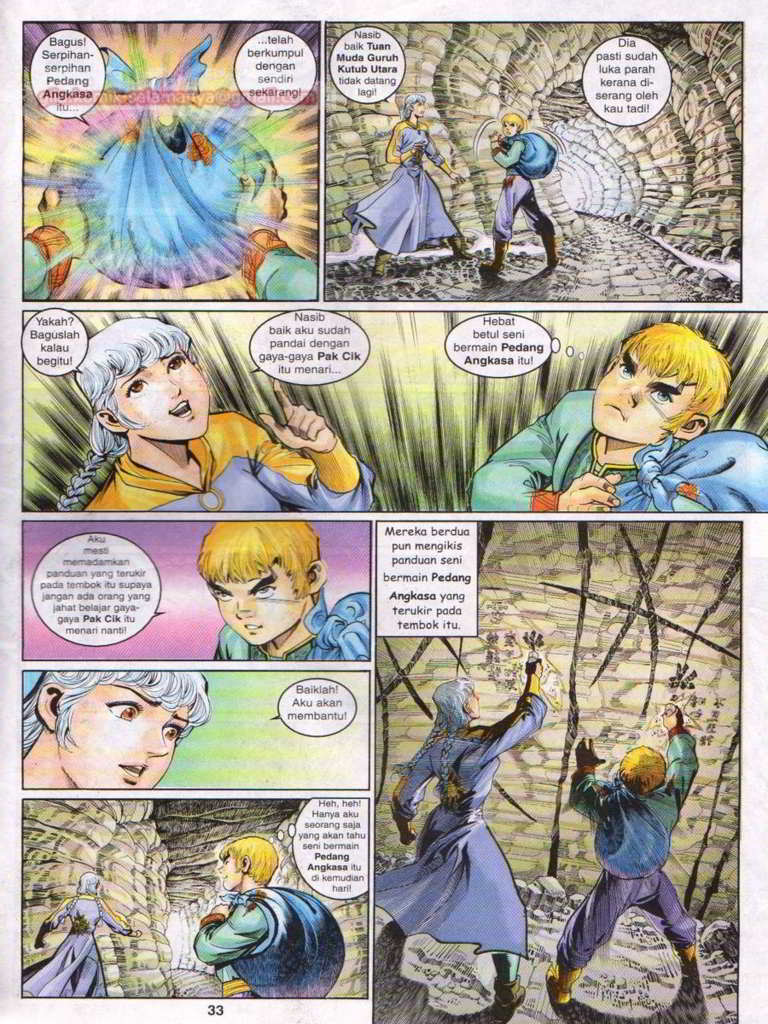 Bagus!
Serpihan-
serpihan
Pedang
Angkasa
itu...
...telah
berkumpul
dengan
sendiri
sekarang!
Nasib
baik Tuan
Muda Guruh
Kutub Utara
tidak datang
lagi!
Dia
pasti sudah
luka parah
kerana di-
serang oleh
kau tadi!
Yakah?
Baguslah
kalau
begitu!
Nasib
baik aku sudah
pandai dengan
gaya-gaya Pak Cik
itu menari...
Hebat
betul seni
bermain Pedang
Angkasa itu!
Aku
mesti
memadamkan
panduan yang terukir
pada tembok itu supaya
jangan ada orang yang
jahat belajar gaya-
gaya Pak Cik itu
menari nanti!
Baiklah!
Aku akan
membantu!
Heh, heh!
Hanya aku
seorang saja
yang akan tahu
seni bermain
Pedang
Angkasa itu
di kemudian
hari!
Mereka berdua
pun mengikis
panduan seni
bermain Pedang
Angkasa yang
terukir pada
tembok itu.
33